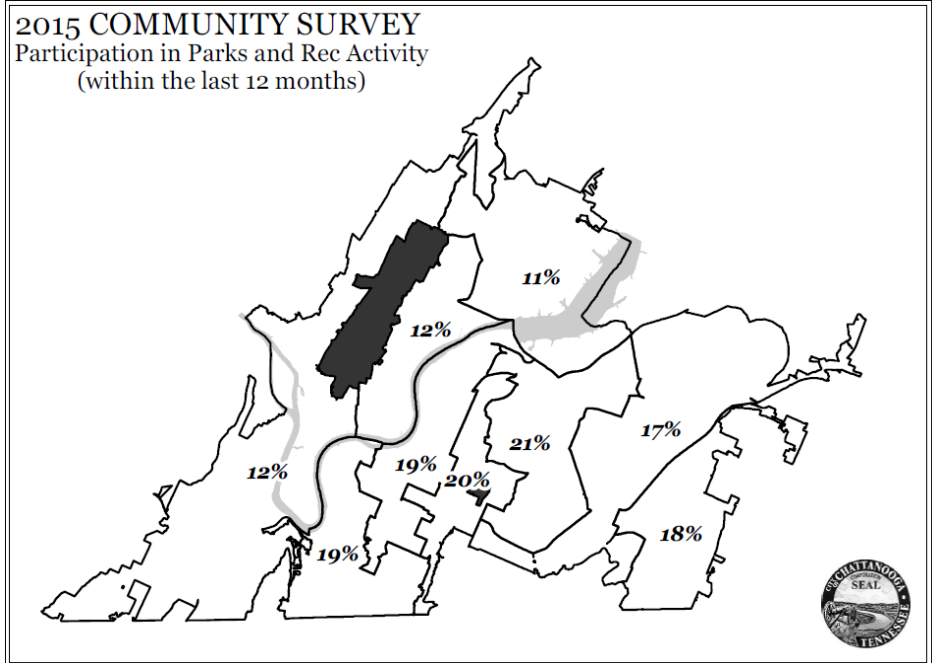 2015 COMMUNITY SURVEY
Participation in Parks and Rec Activity
(within the last 12 months)
11%
12%
17%
21%
19%
12%
20%
18%
19%
CHATTANOOGA
CORPORATION
SEAL
TENNESSEE